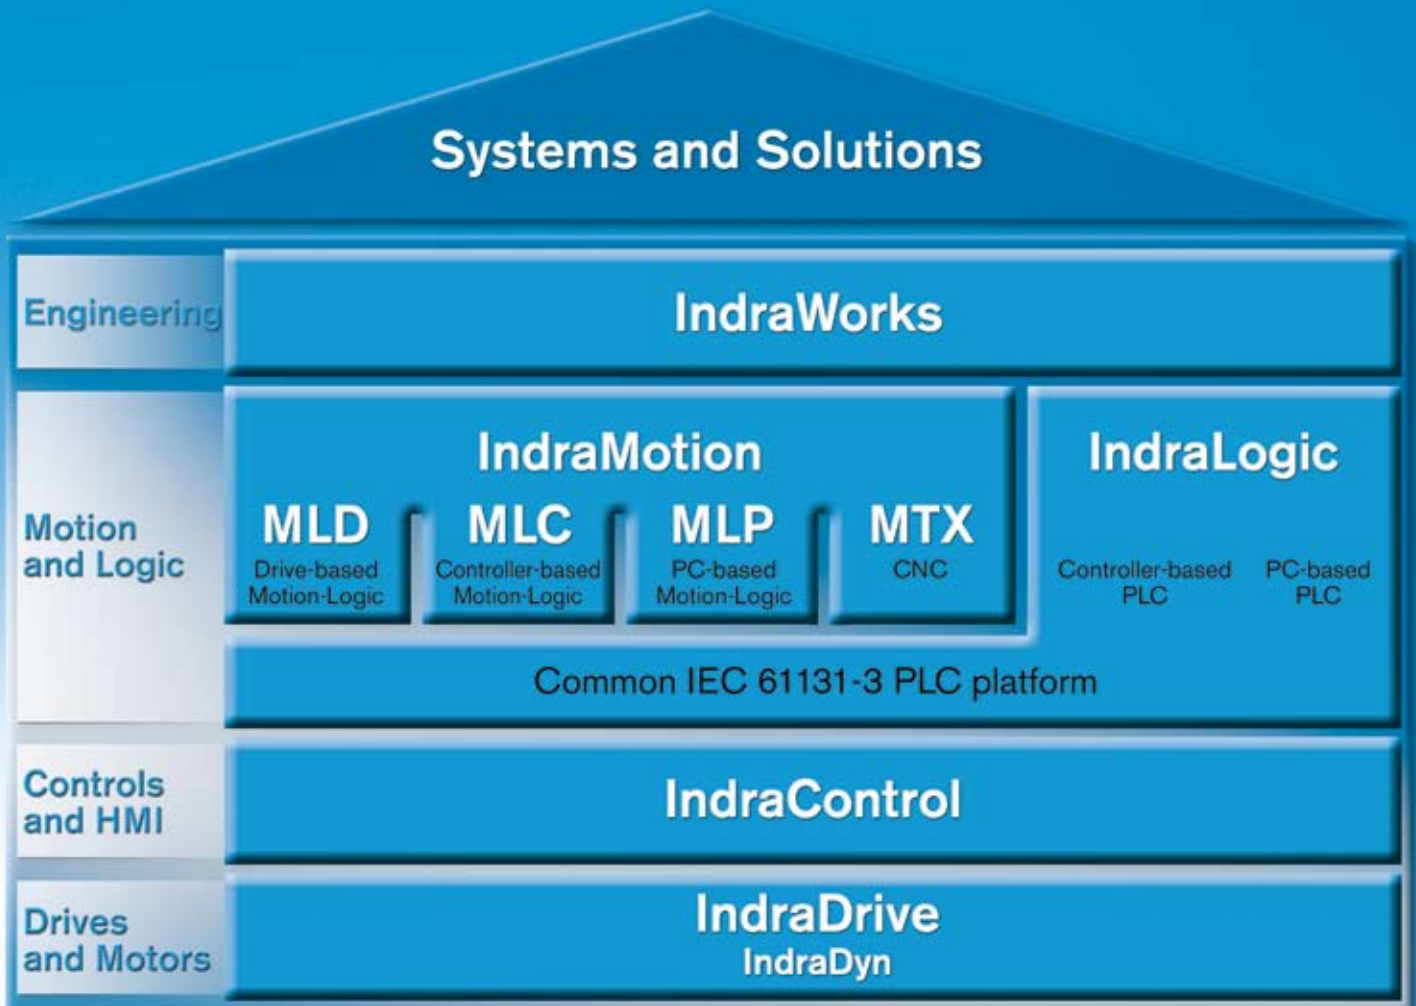 Systems and Solutions
Engineering
IndraWorks
Motion
and Logic
IndraMotion
MLD
Drive-based
Motion-Logic
MLC
Controller-based
Motion-Logic
MLP
PC-based
Motion-Logic
MTX
CNC
IndraLogic
Controller-based
PLC
PC-based
PLC
Common IEC 61131-3 PLC platform
Controls
and HMI
IndraControl
Drives
and Motors
IndraDrive
IndraDyn